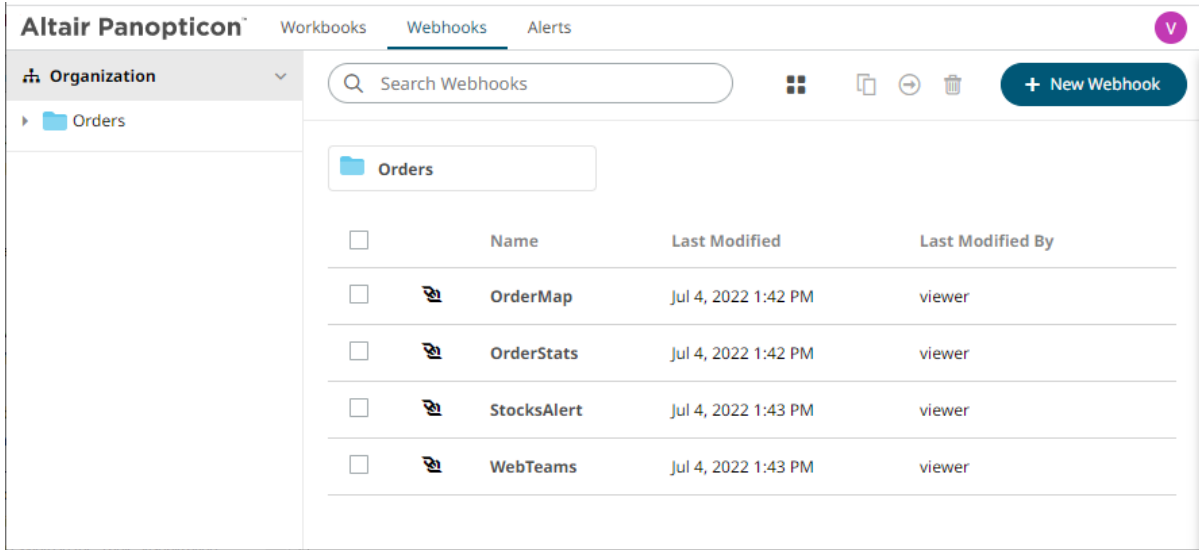 Altair Panopticon™ Workbooks Webhooks Alerts V
Organization
Search Webhooks
+ New Webhook
Orders
Orders
Name Last Modified Last Modified By
OrderMap Jul 4, 2022 1:42 PM viewer
OrderStats Jul 4, 2022 1:42 PM viewer
StocksAlert Jul 4, 2022 1:43 PM viewer
WebTeams Jul 4, 2022 1:43 PM viewer